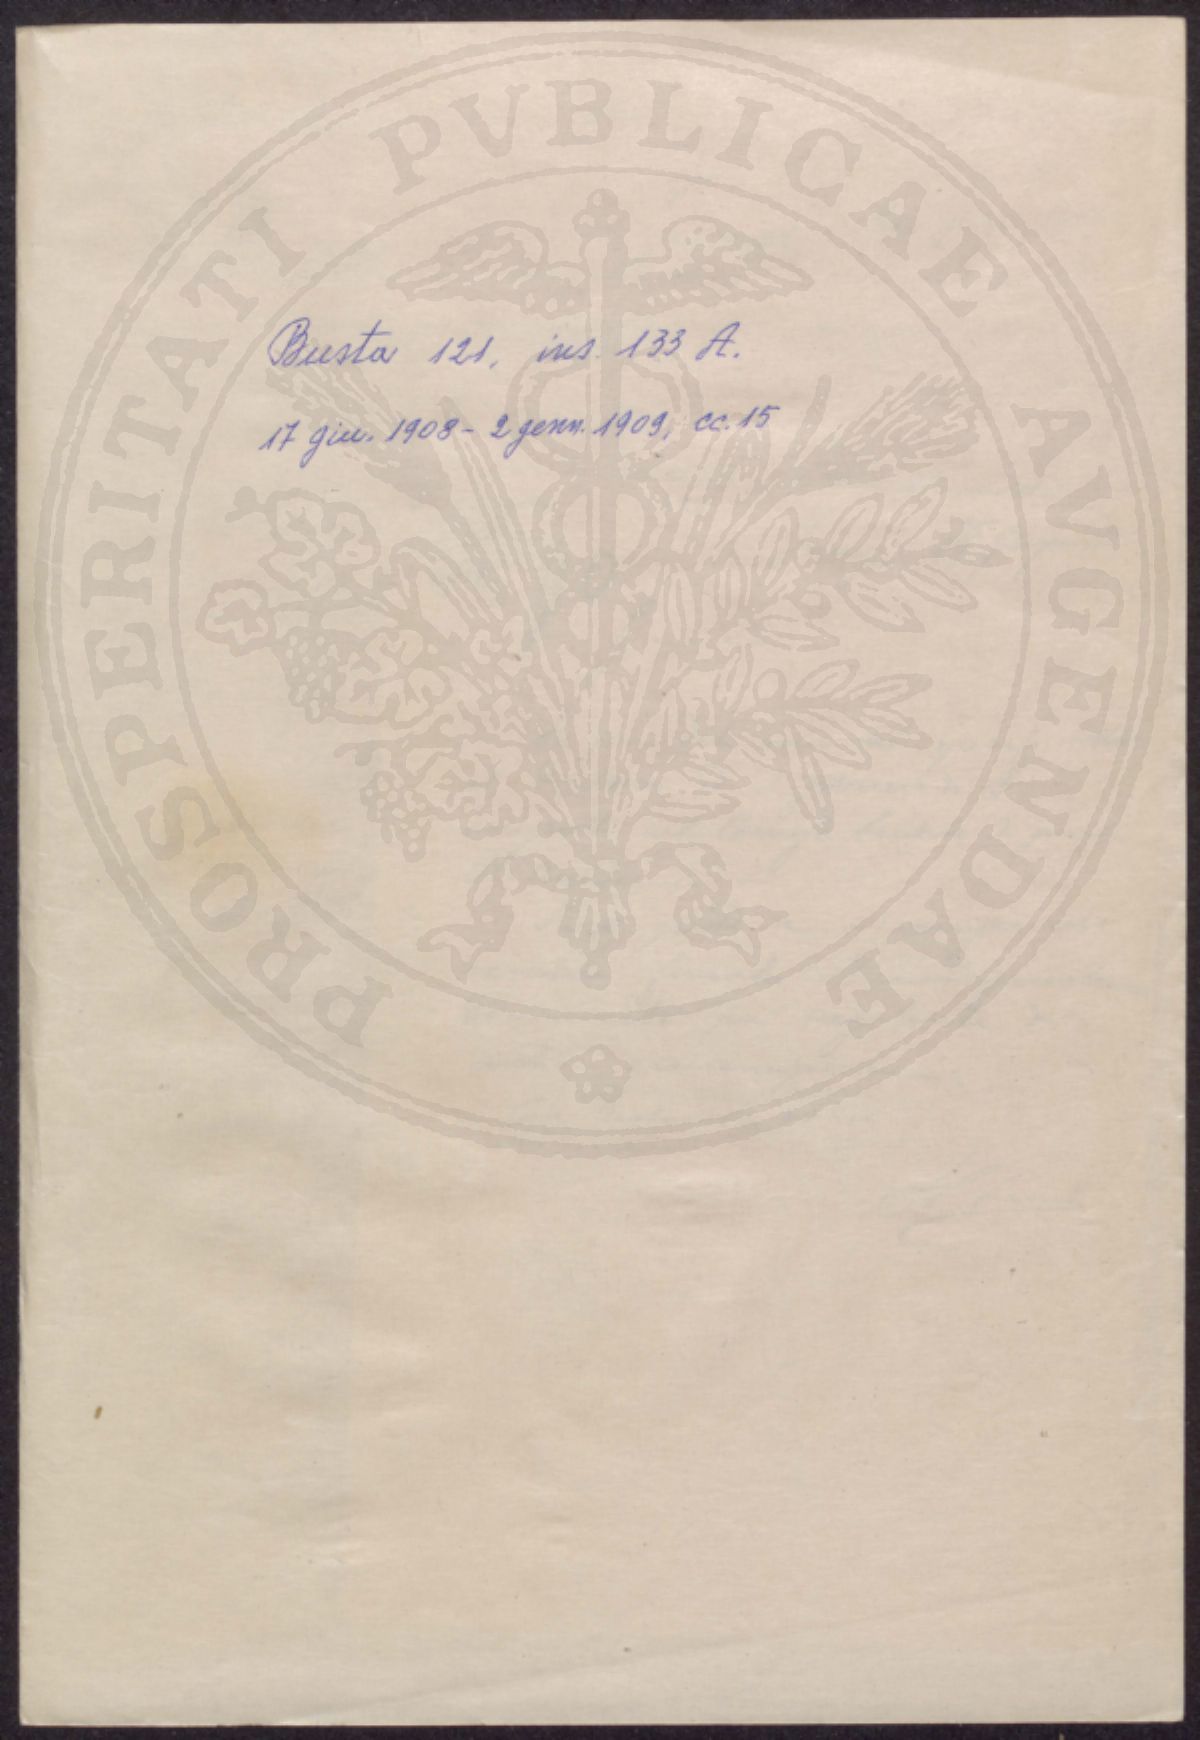 PROSPERITATI PVBLICAE AVGENDAE
Busta 121, ins. 133 A.
17 giu. 1908 - 2 genn. 1909, cc. 15